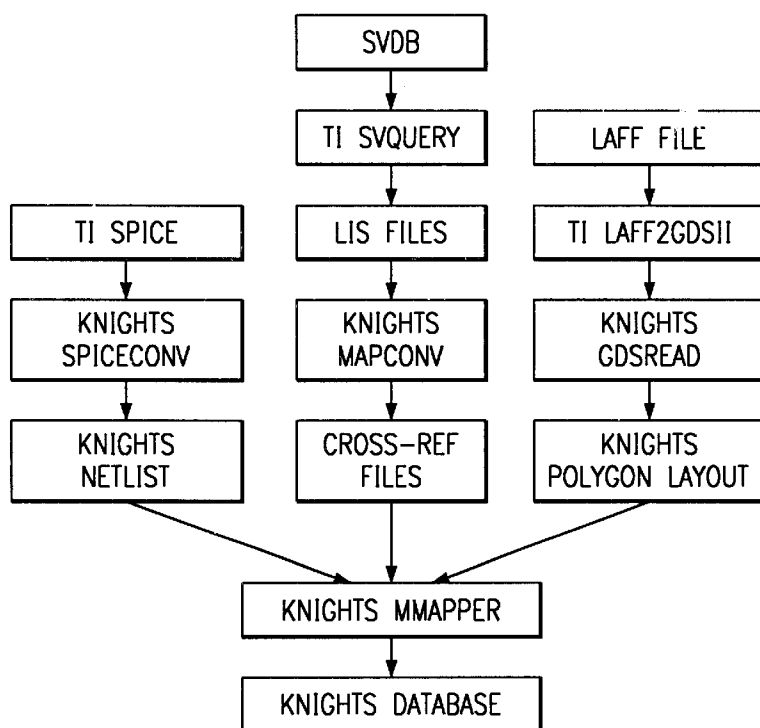 SVDB
TI SVQUERY
LAFF FILE
TI SPICE
LIS FILES
TI LAFF2GDSII
KNIGHTS
SPICECONV
KNIGHTS
MAPCONV
KNIGHTS
GDSREAD
KNIGHTS
NETLIST
CROSS-REF
FILES
KNIGHTS
POLYGON LAYOUT
KNIGHTS MMAPPER
KNIGHTS DATABASE